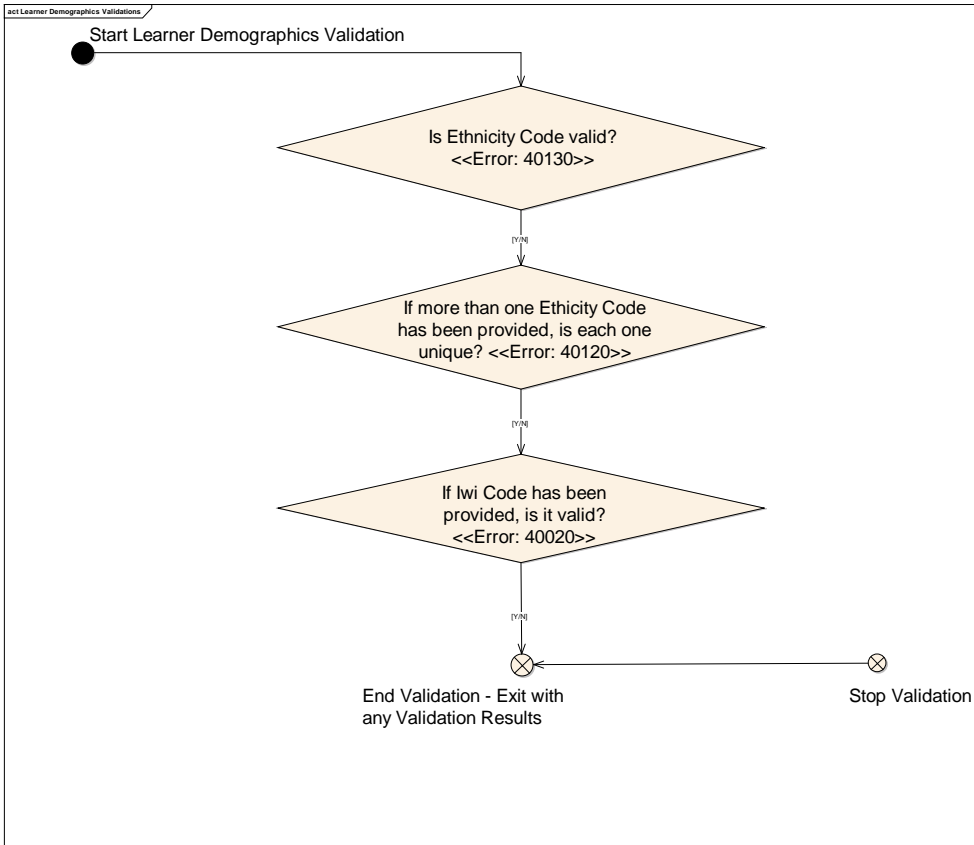 act Learner Demographics Validations
Start Learner Demographics Validation
Is Ethnicity Code valid?
<<Error: 40130>>
[Y/N]
If more than one Ethicity Code
has been provided, is each one
unique? <<Error: 40120>>
[Y/N]
If Iwi Code has been
provided, is it valid?
<<Error: 40020>>
[Y/N]
End Validation - Exit with
any Validation Results
Stop Validation